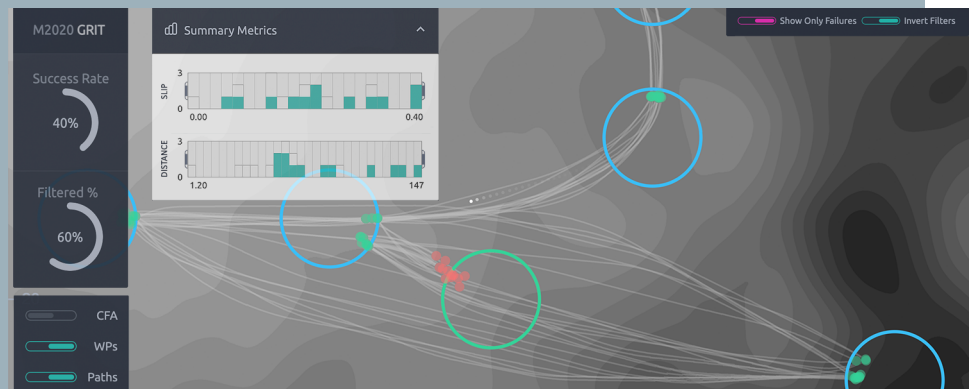 M2020 GRIT
Summary Metrics
Show Only Failures
Invert Filters
Success Rate
40%
SLIP
3
0
0.00
0.40
DISTANCE
3
0
1.20
147
Filtered %
60%
CFA
WPs
Paths